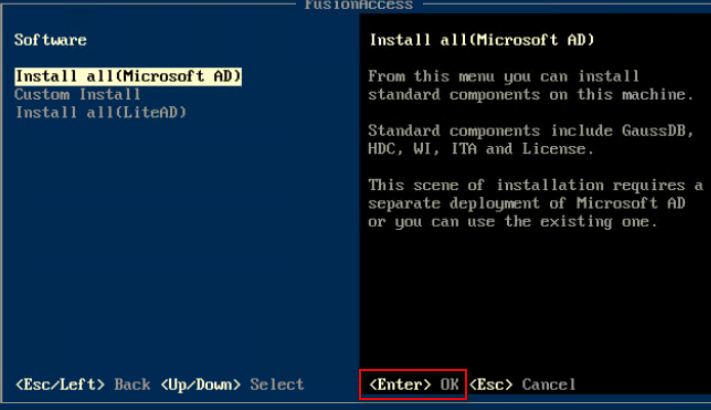 FusionAccess
Software
Install all(Microsoft AD)
Custom Install
Install all(LiteAD)
<Esc/Left> Back <Up/Down> Select
Install all(Microsoft AD)
From this menu you can install
standard components on this machine.
Standard components include GaussDB,
HDC, WI, ITA and License.
This scene of installation requires a
separate deployment of Microsoft AD
or you can use the existing one.
<Enter> OK <Esc> Cancel